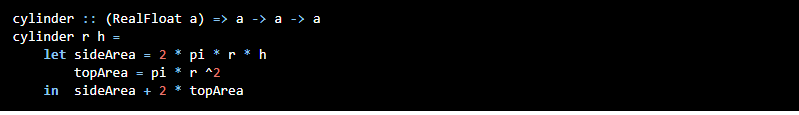 cylinder :: (RealFloat a) => a -> a -> a
cylinder r h =
    let sideArea = 2 * pi * r * h
        topArea = pi * r ^2
    in  sideArea + 2 * topArea